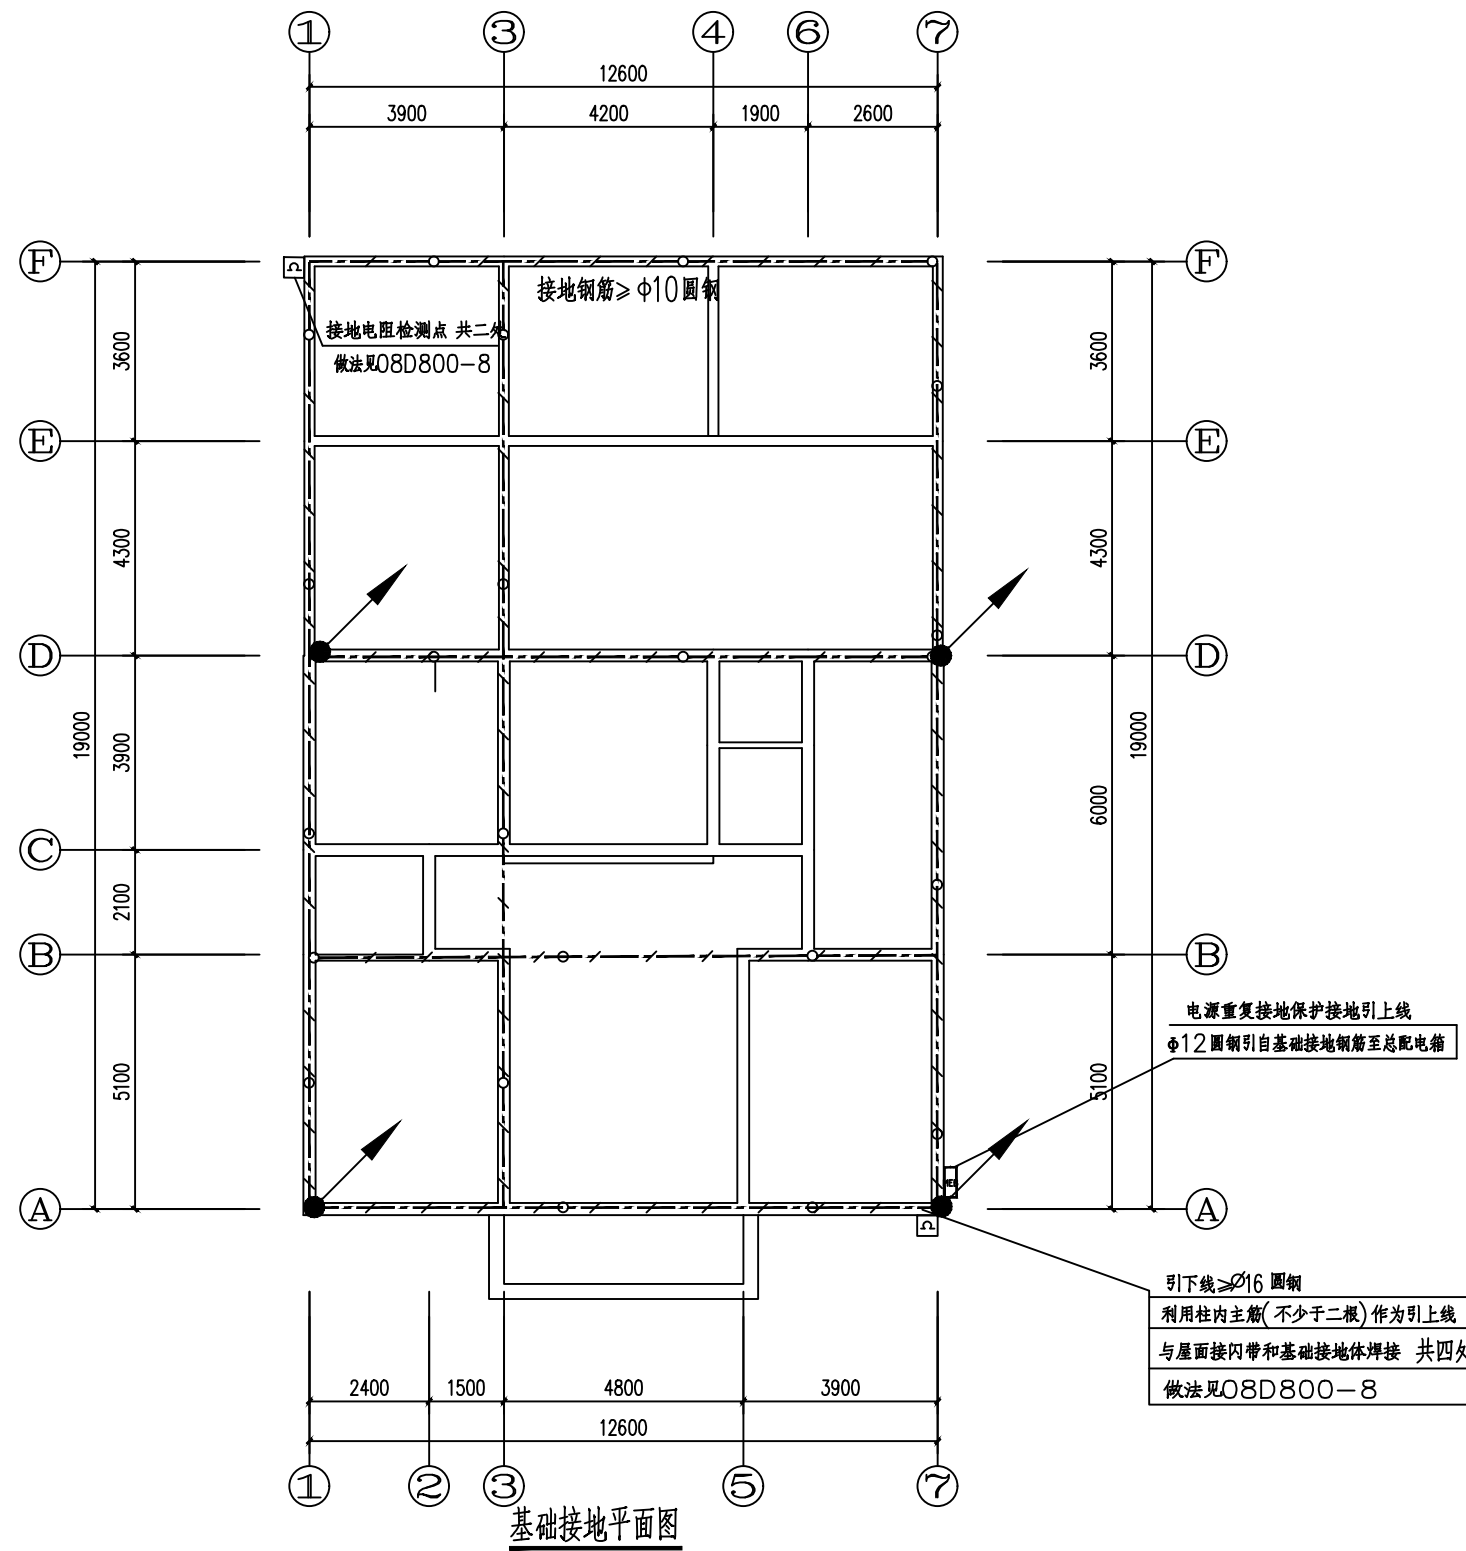 1 3 4 6 7
12600
3900 4200 1900 2600
F F
接地钢筋≥Φ10圆钢
接地电阻检测点 共二处
做法见08D800-8
3600 3600
E E
4300 4300
D D
19000 3900 6000 19000
C
2100
B B
电源重复接地保护接地引上线
Φ12圆钢引自基础接地钢筋至总配电箱
5100 5100
MEB
A A
引下线≥Ø16 圆钢
利用柱内主筋(不少于二根)作为引上线
与屋面接闪带和基础接地体焊接 共四处
做法见08D800-8
2400 1500 4800 3900
12600
1 2 3 5 7
基础接地平面图